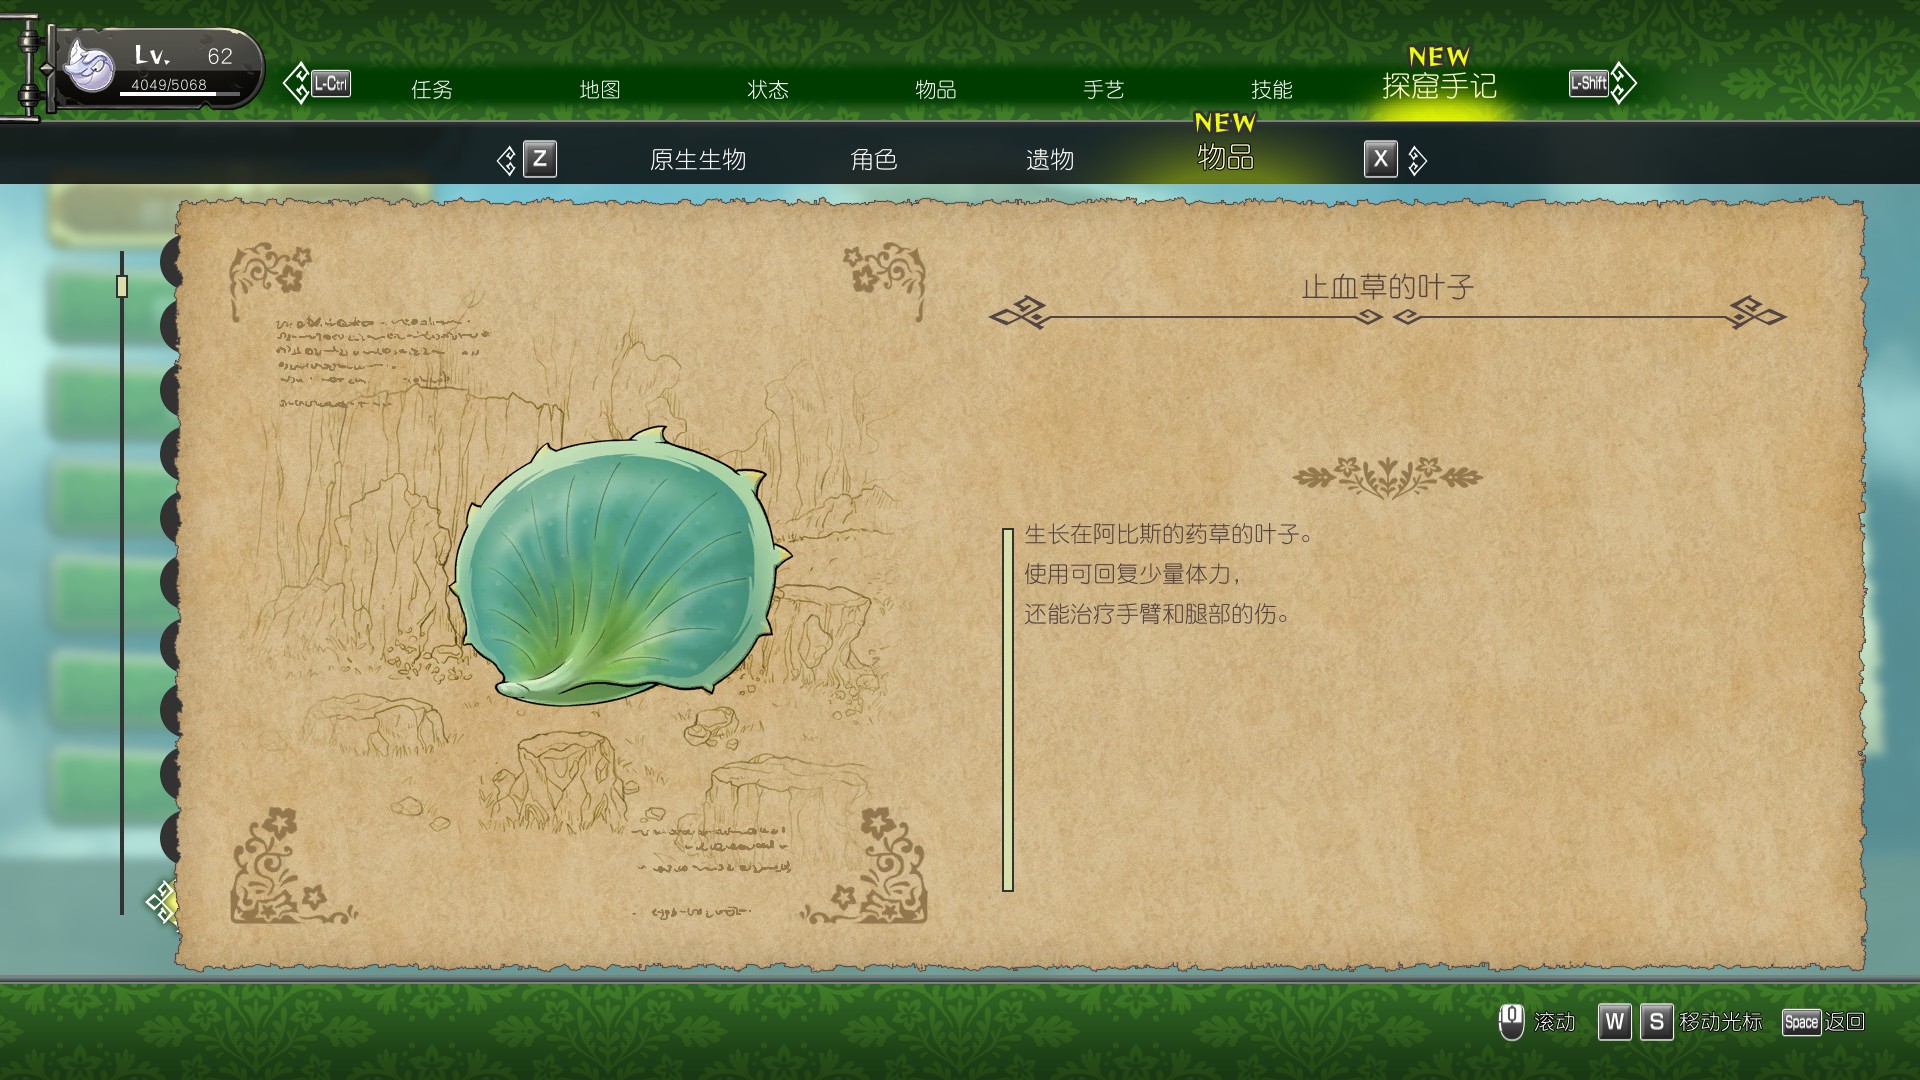 Lv. 62
4049/5068
L-Ctrl 任务 地图 状态 物品 手艺 技能 NEW 探窟手记 L-Shift
Z 原生生物 角色 遗物 NEW 物品 X
止血草的叶子
生长在阿比斯的药草的叶子。
使用可回复少量体力，
还能治疗手臂和腿部的伤。
滚动 W S 移动光标 Space 返回